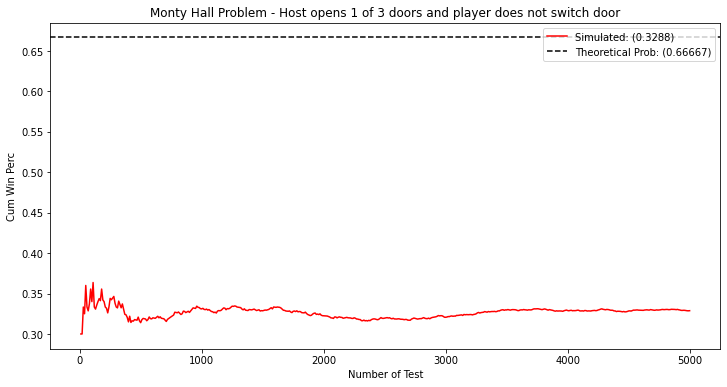 Monty Hall Problem - Host opens 1 of 3 doors and player does not switch door
Simulated: (0.3288)
Theoretical Prob: (0.66667)
Cum Win Perc
0.65
0.60
0.55
0.50
0.45
0.40
0.35
0.30
0
1000
2000
3000
4000
5000
Number of Test